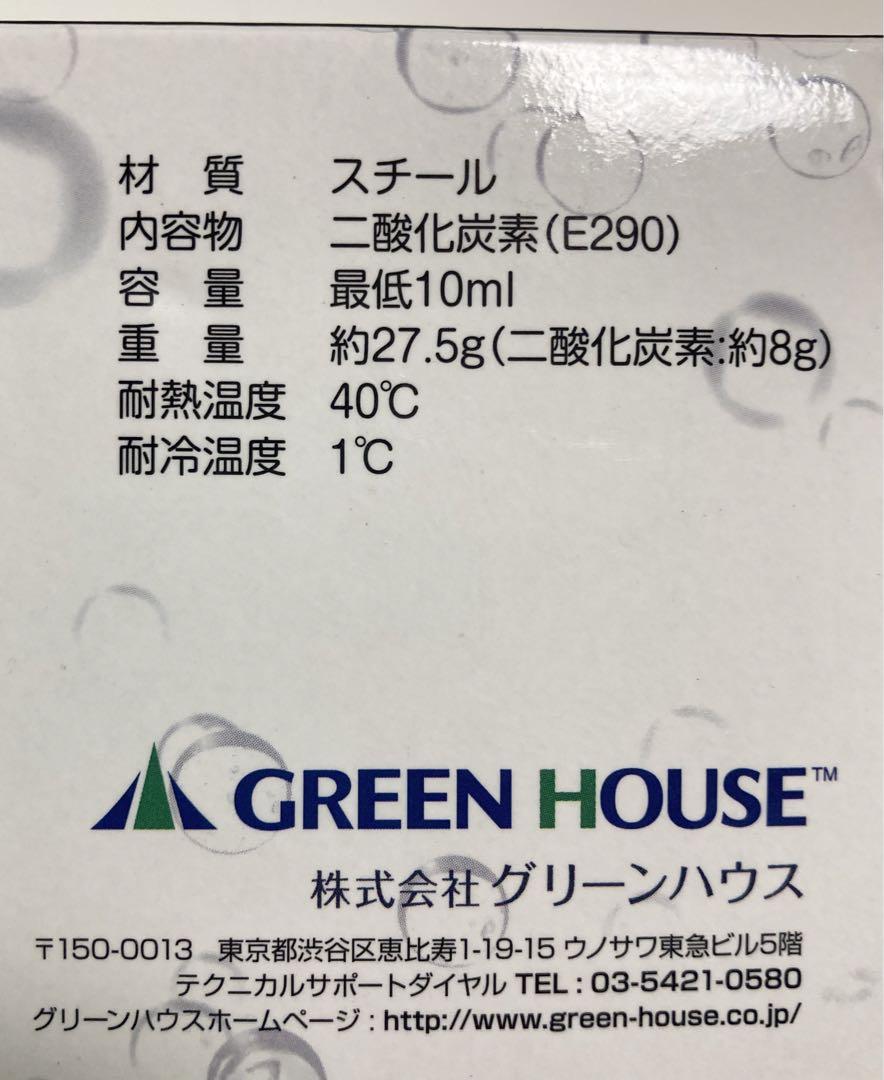 材　質　スチール
内容物　二酸化炭素(E290)
容　量　最低10ml
重　量　約27.5g(二酸化炭素:約8g)
耐熱温度　40℃
耐冷温度　1℃
GREEN HOUSE™
株式会社グリーンハウス
〒150-0013　東京都渋谷区恵比寿1-19-15 ウノサワ東急ビル5階
テクニカルサポートダイヤル TEL : 03-5421-0580
グリーンハウスホームページ : http://www.green-house.co.jp/